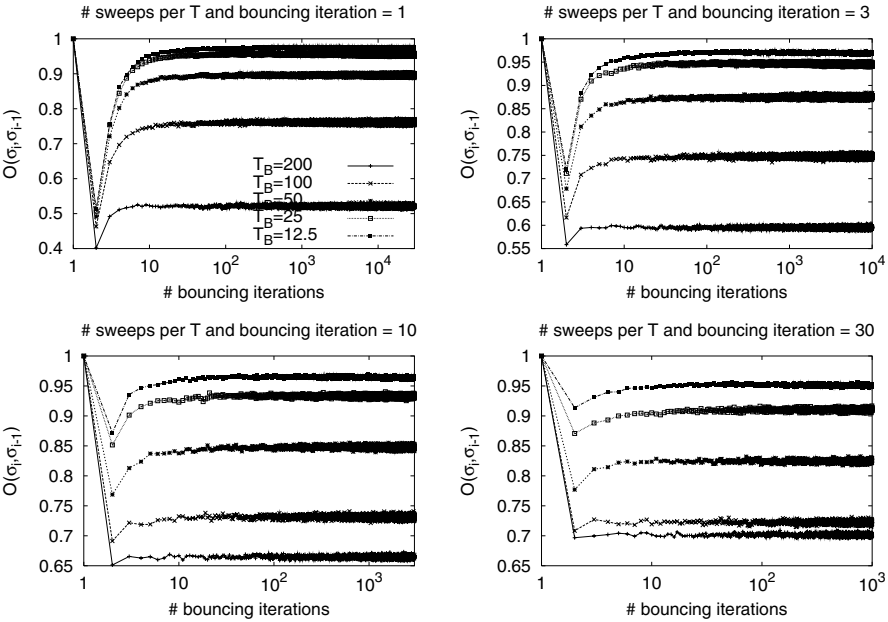 # sweeps per T and bouncing iteration = 1
O(σi,σi-1)
1
0.9
0.8
0.7
0.6
0.5
0.4
TB=200
TB=100
TB=50
TB=25
TB=12.5
1 10 10² 10³ 10⁴
# bouncing iterations
# sweeps per T and bouncing iteration = 3
O(σi,σi-1)
1
0.95
0.9
0.85
0.8
0.75
0.7
0.65
0.6
0.55
1 10 10² 10³ 10⁴
# bouncing iterations
# sweeps per T and bouncing iteration = 10
O(σi,σi-1)
1
0.95
0.9
0.85
0.8
0.75
0.7
0.65
1 10 10² 10³
# bouncing iterations
# sweeps per T and bouncing iteration = 30
O(σi,σi-1)
1
0.95
0.9
0.85
0.8
0.75
0.7
0.65
1 10 10² 10³
# bouncing iterations